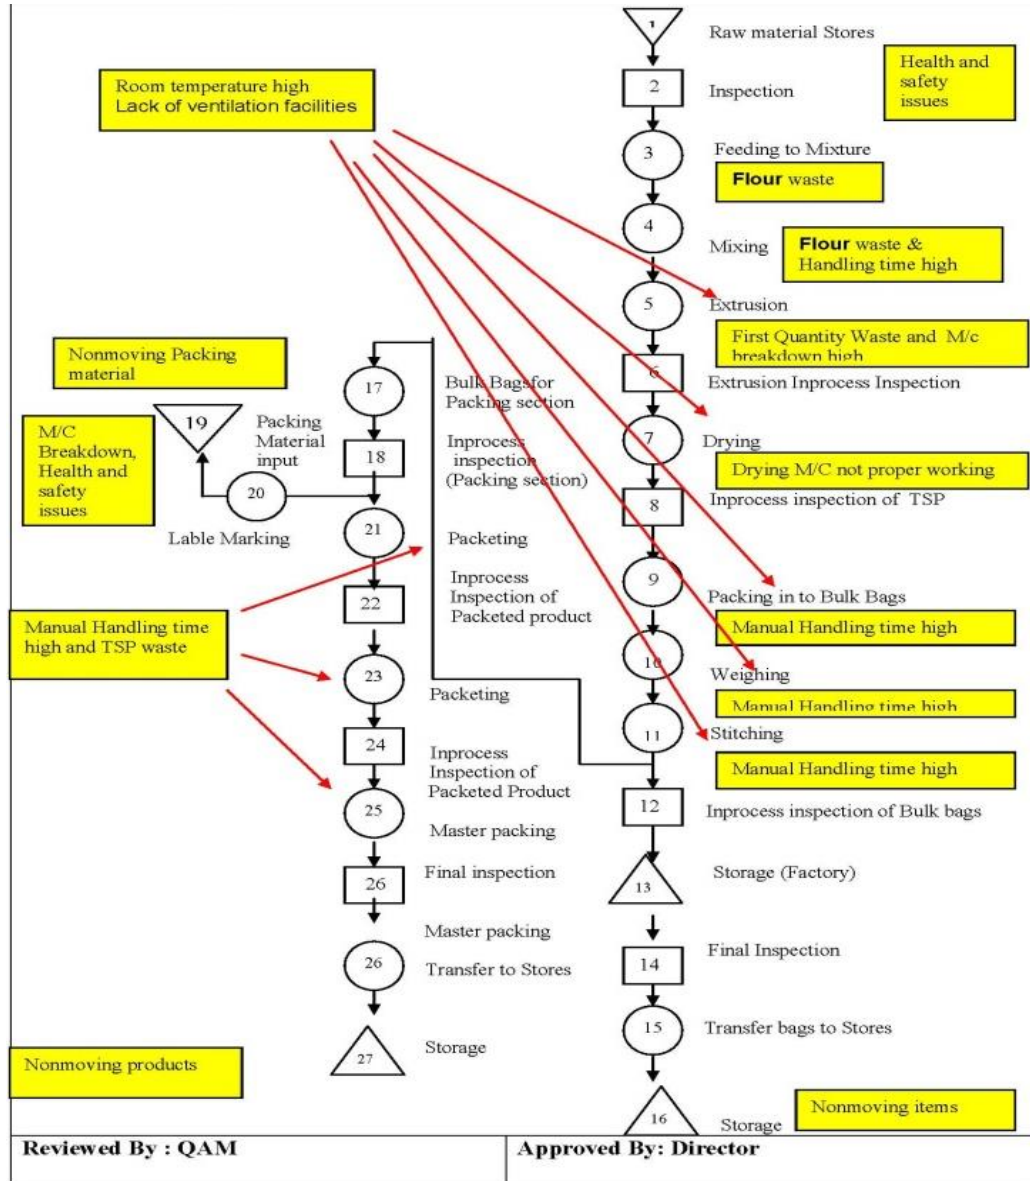 1
Raw material Stores
Health and
safety
issues
Room temperature high
Lack of ventilation facilities
2
Inspection
3
Feeding to Mixture
Flour waste
4
Mixing
Flour waste &
Handling time high
5
Extrusion
First Quantity Waste and M/c
breakdown high
6
Extrusion Inprocess Inspection
7
Drying
Drying M/C not proper working
8
Inprocess inspection of TSP
9
Packing in to Bulk Bags
Manual Handling time high
10
Weighing
Manual Handling time high
11
Stitching
Manual Handling time high
12
Inprocess inspection of Bulk bags
13
Storage (Factory)
14
Final Inspection
15
Transfer bags to Stores
16
Storage
Nonmoving items
Nonmoving Packing
material
17
Bulk Bagsfor
Packing section
19
Packing
Material
input
M/C
Breakdown,
Health and
safety
issues
18
Inprocess
inspection
(Packing section)
20
Lable Marking
21
Packeting
22
Inprocess
Inspection of
Packeted product
Manual Handling time
high and TSP waste
23
Packeting
24
Inprocess
Inspection of
Packeted Product
25
Master packing
26
Final inspection
Master packing
26
Transfer to Stores
27
Storage
Nonmoving products
Reviewed By : QAM
Approved By: Director